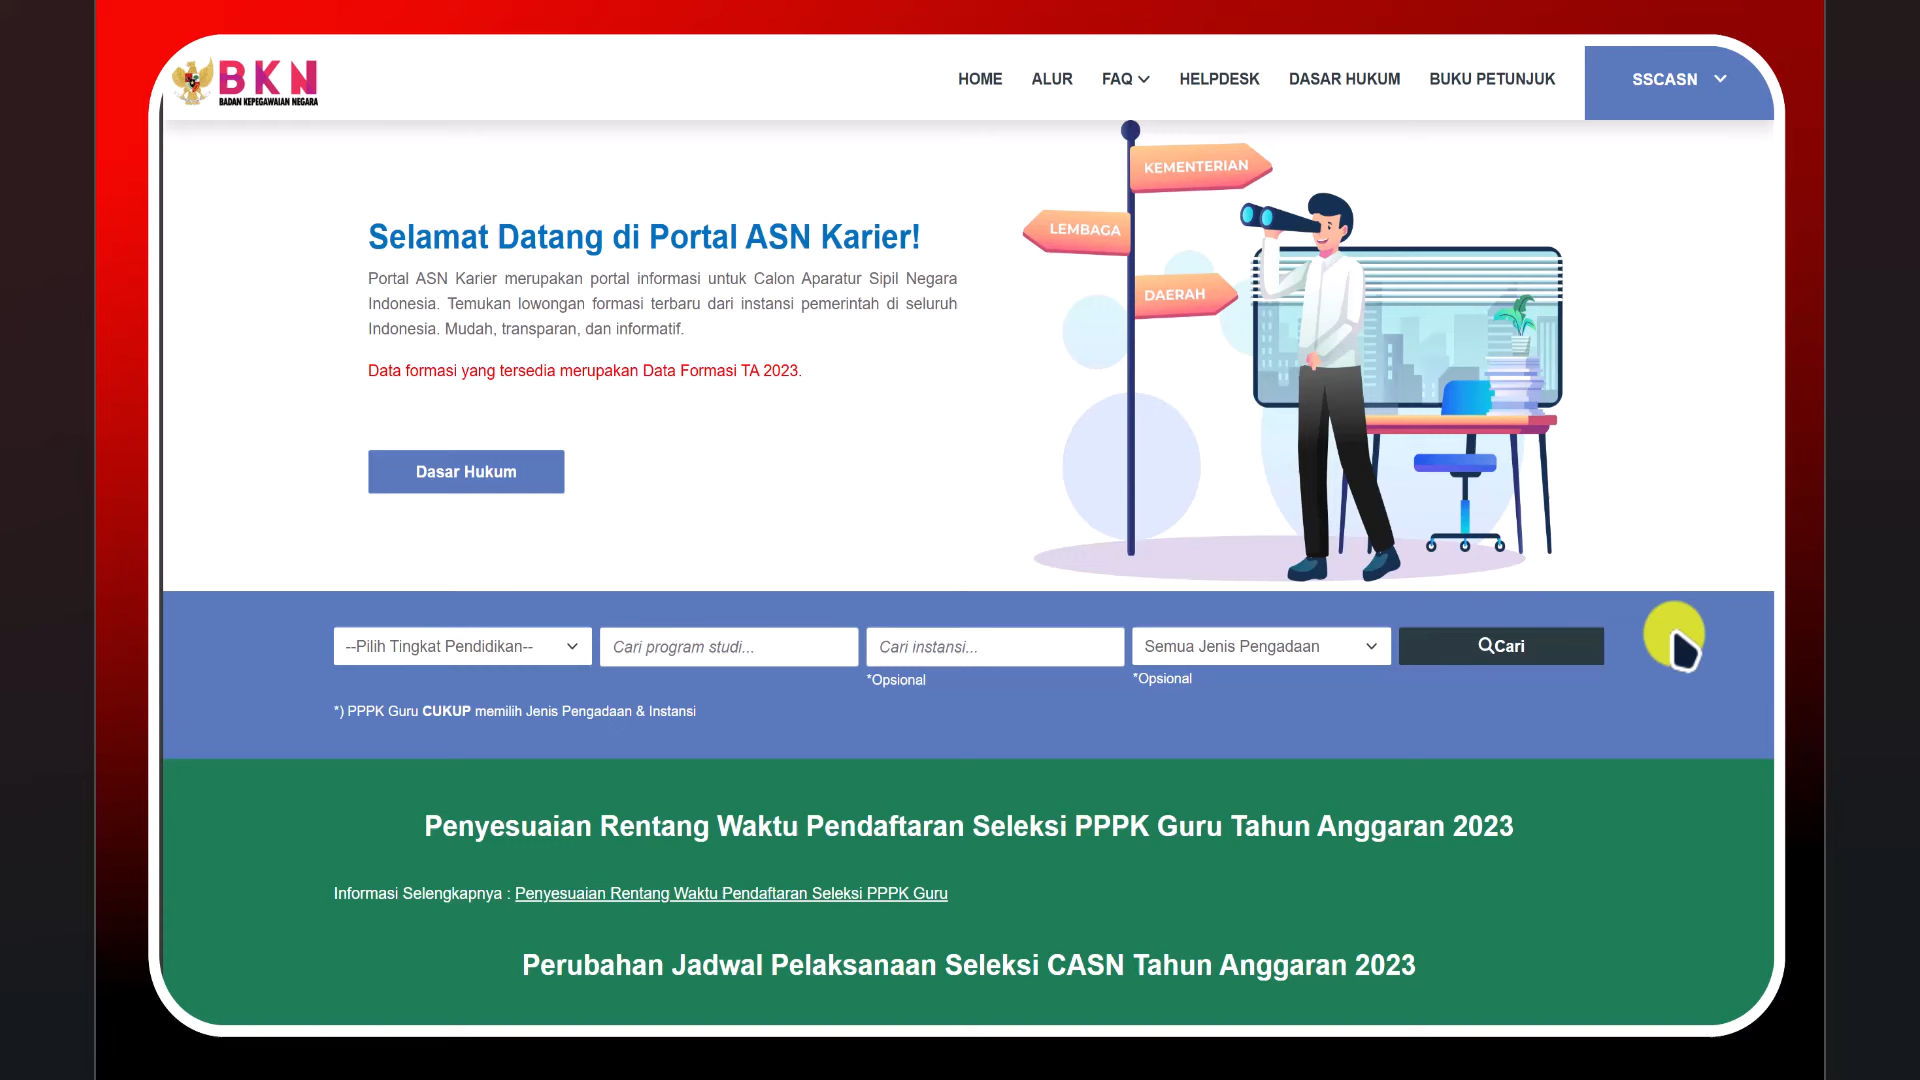 BKN
BADAN KEPEGAWAIAN NEGARA
HOME
ALUR
FAQ
HELPDESK
DASAR HUKUM
BUKU PETUNJUK
SSCASN
KEMENTERIAN
LEMBAGA
DAERAH
Selamat Datang di Portal ASN Karier!
Portal ASN Karier merupakan portal informasi untuk Calon Aparatur Sipil Negara
Indonesia. Temukan lowongan formasi terbaru dari instansi pemerintah di seluruh
Indonesia. Mudah, transparan, dan informatif.
Data formasi yang tersedia merupakan Data Formasi TA 2023.
Dasar Hukum
--Pilih Tingkat Pendidikan--
Cari program studi...
Cari instansi...
Semua Jenis Pengadaan
Cari
*Opsional
*Opsional
*) PPPK Guru CUKUP memilih Jenis Pengadaan & Instansi
Penyesuaian Rentang Waktu Pendaftaran Seleksi PPPK Guru Tahun Anggaran 2023
Informasi Selengkapnya : Penyesuaian Rentang Waktu Pendaftaran Seleksi PPPK Guru
Perubahan Jadwal Pelaksanaan Seleksi CASN Tahun Anggaran 2023